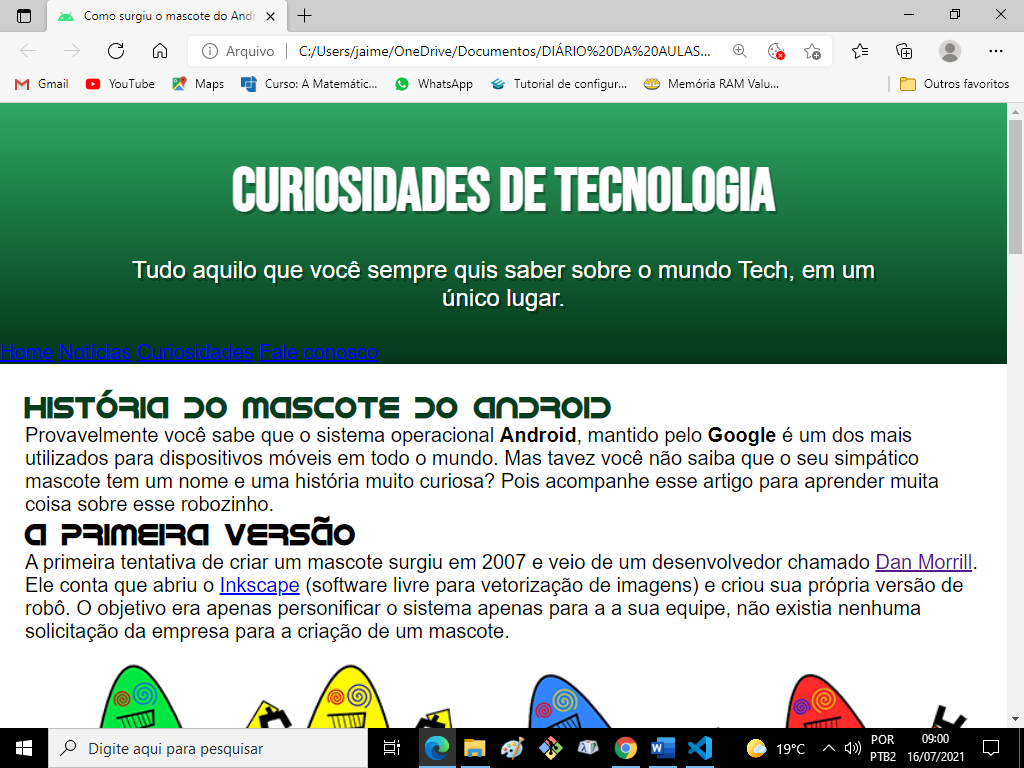 Como surgiu o mascote do Andr
Arquivo
C:/Users/jaime/OneDrive/Documentos/DIÁRIO%20DA%20AULAS...
Gmail
YouTube
Maps
Curso: A Matemátic...
WhatsApp
Tutorial de configur...
Memória RAM Valu...
Outros favoritos
CURIOSIDADES DE TECNOLOGIA
Tudo aquilo que você sempre quis saber sobre o mundo Tech, em um
único lugar.
Home Notícias Curiosidades Fale conosco
História do mascote do Android
Provavelmente você sabe que o sistema operacional Android, mantido pelo Google é um dos mais
utilizados para dispositivos móveis em todo o mundo. Mas tavez você não saiba que o seu simpático
mascote tem um nome e uma história muito curiosa? Pois acompanhe esse artigo para aprender muita
coisa sobre esse robozinho.
A primeira versão
A primeira tentativa de criar um mascote surgiu em 2007 e veio de um desenvolvedor chamado Dan Morrill.
Ele conta que abriu o Inkscape (software livre para vetorização de imagens) e criou sua própria versão de
robô. O objetivo era apenas personificar o sistema apenas para a a sua equipe, não existia nenhuma
solicitação da empresa para a criação de um mascote.
Digite aqui para pesquisar
19°C
POR
PTB2
09:00
16/07/2021